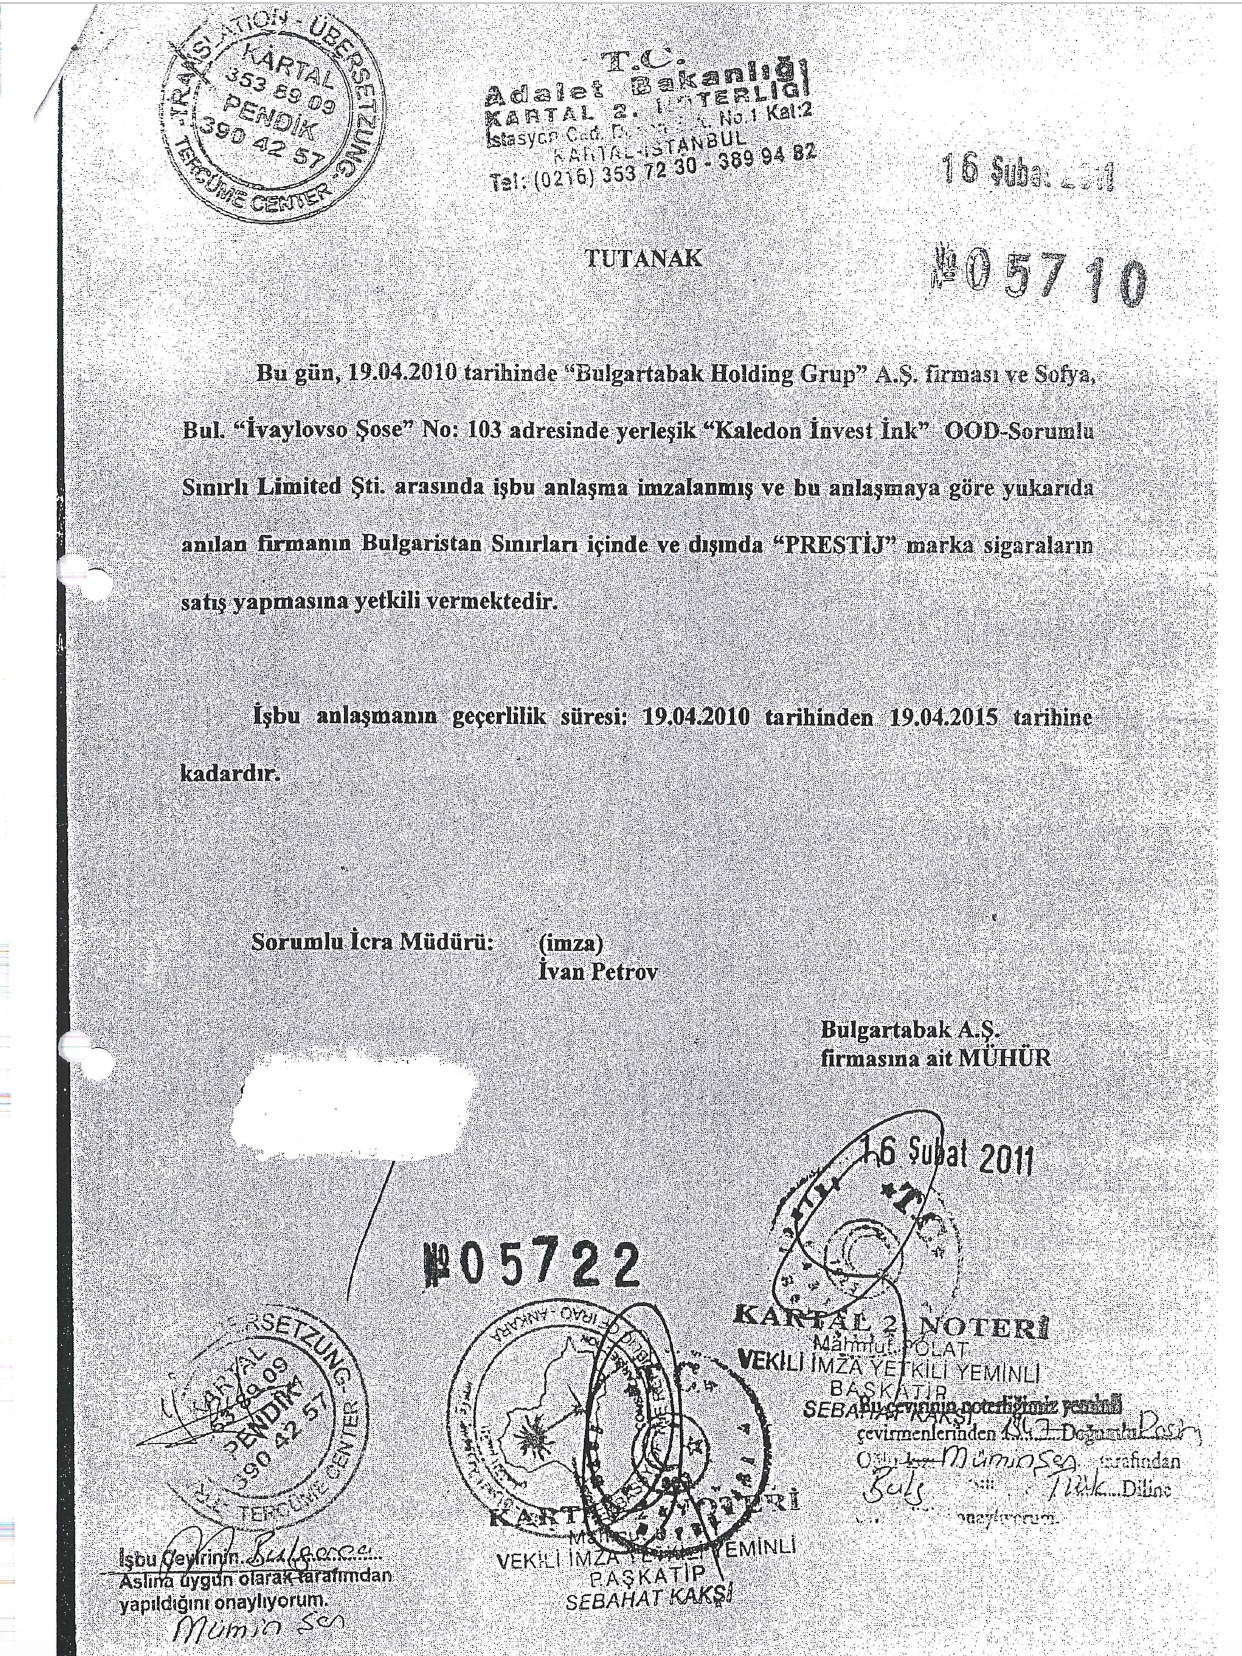 TRANSLATION - ÜBERSETZUNG - TERCÜME CENTER
KARTAL
353 89 09
PENDİK
390 42 57
T.C.
Adalet Bakanlığı
KARTAL 2. NOTERLİĞİ
İstasyon Cad. No.1 Kat:2
KARTAL-İSTANBUL
Tel: (0216) 353 72 30 - 389 94 82
16 Şubat 2011
TUTANAK
№05710
Bu gün, 19.04.2010 tarihinde “Bulgartabak Holding Grup” A.Ş. firması ve Sofya,
Bul. “İvaylovso Şose” No: 103 adresinde yerleşik “Kaledon İnvest İnk” OOD-Sorumlu
Sınırlı Limited Şti. arasında işbu anlaşma imzalanmış ve bu anlaşmaya göre yukarıda
anılan firmanın Bulgaristan Sınırları içinde ve dışında “PRESTİJ” marka sigaraların
satış yapmasına yetkili vermektedir.
İşbu anlaşmanın geçerlilik süresi: 19.04.2010 tarihinden 19.04.2015 tarihine
kadardır.
Sorumlu İcra Müdürü: (imza)
İvan Petrov
Bulgartabak A.Ş.
firmasına ait MÜHÜR
16 Şubat 2011
T.C.
№05722
KARTAL 2. NOTERİ
Mahmut POLAT
VEKİLİ İMZA YETKİLİ YEMİNLİ
BAŞKATİP
SEBAHAT KAKŞİ
Bu çevirinin noterliğimiz yeminli
çevirmenlerinden Doğumlu
Mümin Şen tarafından
Bulg Türk Diline
onaylıyorum.
ÜBERSETZUNG - TERCÜME CENTER
KARTAL
353 89 09
PENDİK
390 42 57
OF IRAQ - ANKARA
KARTAL 2 NOTERİ
VEKİLİ İMZA YETKİLİ YEMİNLİ
BAŞKATİP
SEBAHAT KAKŞİ
İşbu Çevirinin Bulgarca
Aslına uygun olarak tarafımdan
yapıldığını onaylıyorum.
Mümin Şen